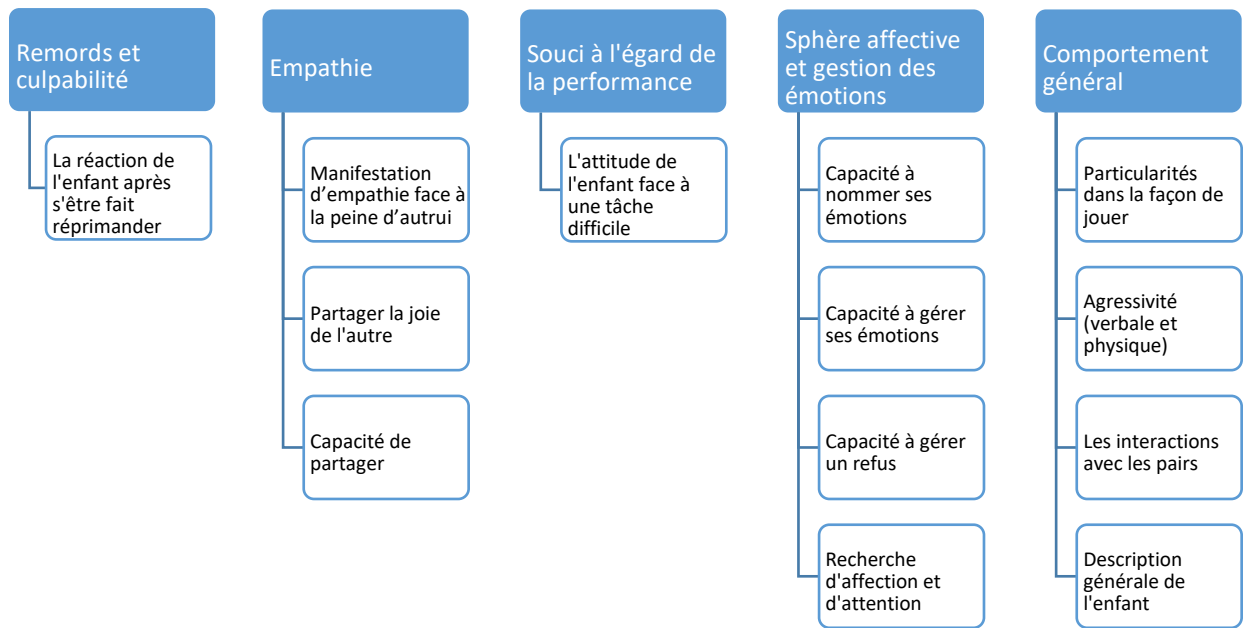 Remords et
culpabilité
La réaction de
l'enfant après
s'être fait
réprimander
Empathie
Manifestation
d’empathie face à
la peine d’autrui
Partager la joie
de l'autre
Capacité de
partager
Souci à l'égard de
la performance
L'attitude de
l'enfant face à
une tâche
difficile
Sphère affective
et gestion des
émotions
Capacité à
nommer ses
émotions
Capacité à gérer
ses émotions
Capacité à gérer
un refus
Recherche
d'affection et
d'attention
Comportement
général
Particularités
dans la façon de
jouer
Agressivité
(verbale et
physique)
Les interactions
avec les pairs
Description
générale de
l'enfant